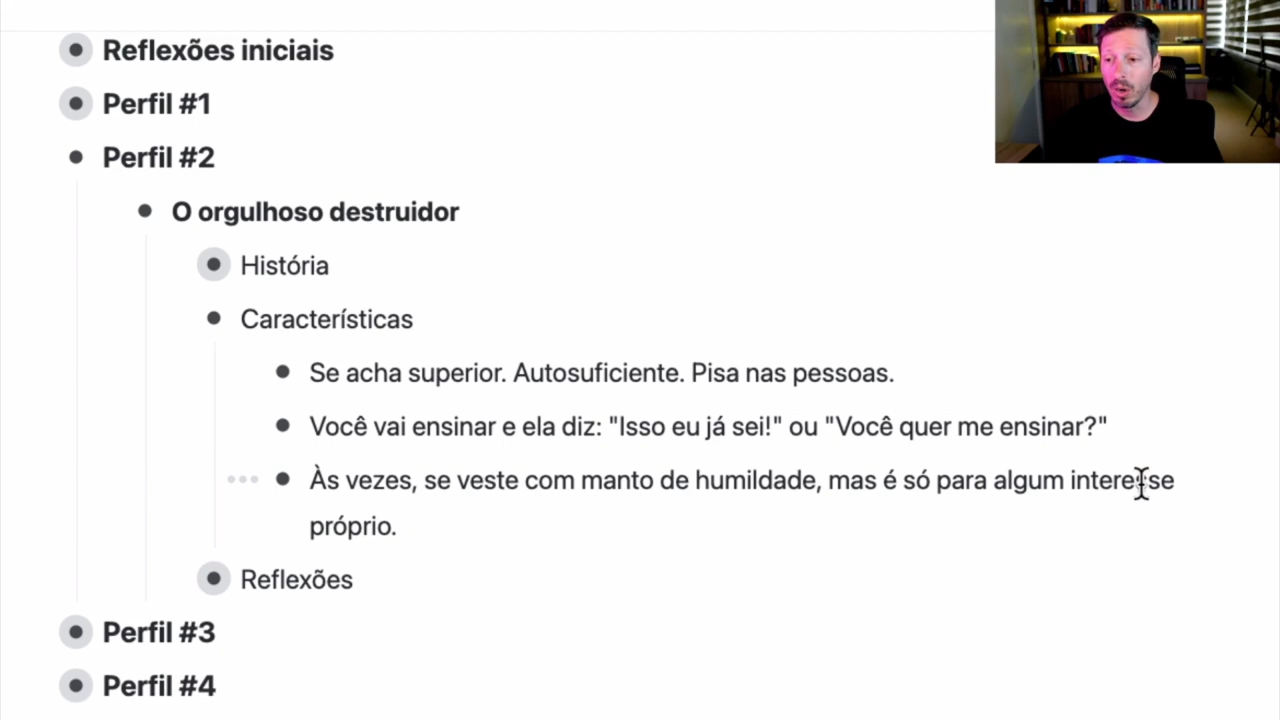 Reflexões iniciais
Perfil #1
Perfil #2
O orgulhoso destruidor
História
Características
Se acha superior. Autosuficiente. Pisa nas pessoas.
Você vai ensinar e ela diz: "Isso eu já sei!" ou "Você quer me ensinar?"
Às vezes, se veste com manto de humildade, mas é só para algum interesse
próprio.
Reflexões
Perfil #3
Perfil #4